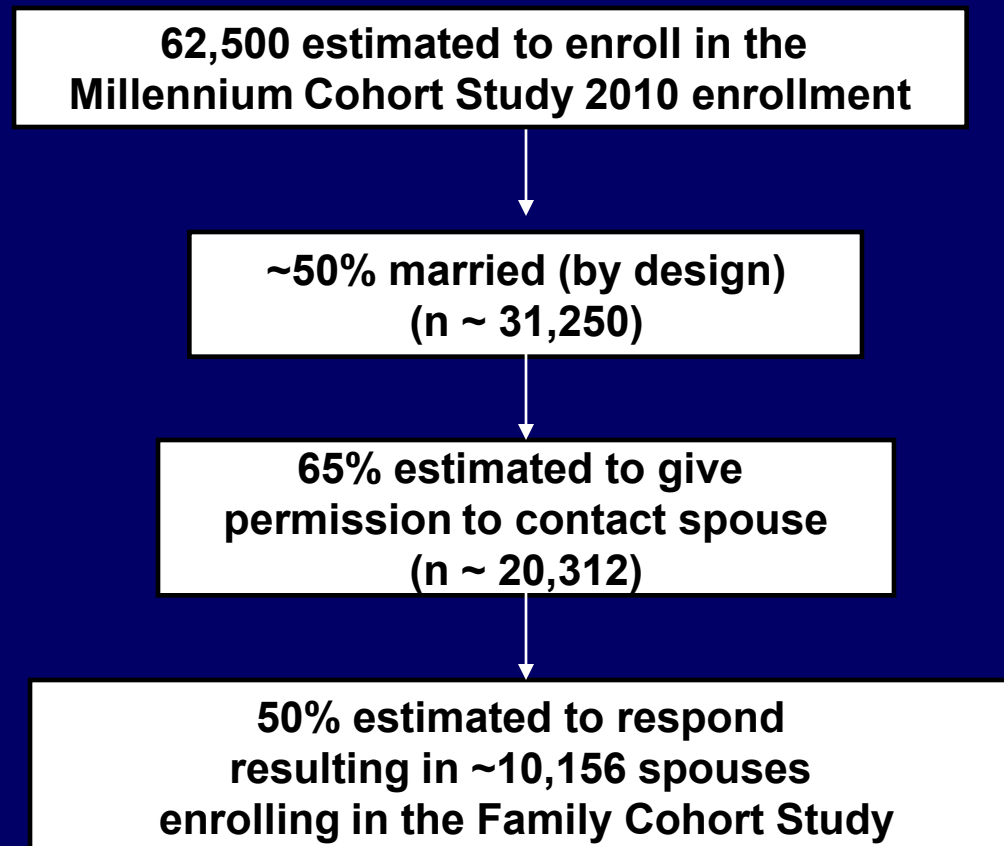 62,500 estimated to enroll in the
Millennium Cohort Study 2010 enrollment
~50% married (by design)
(n ~ 31,250)
65% estimated to give
permission to contact spouse
(n ~ 20,312)
50% estimated to respond
resulting in ~10,156 spouses
enrolling in the Family Cohort Study